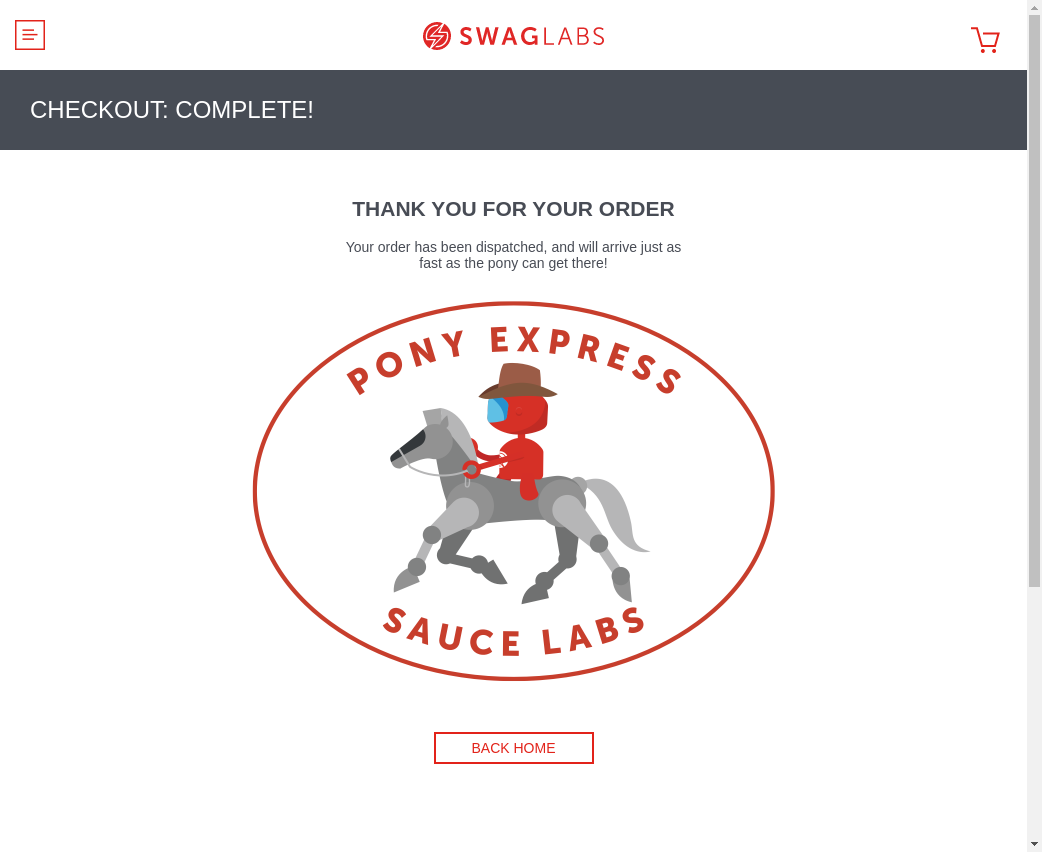 SWAGLABS
CHECKOUT: COMPLETE!
THANK YOU FOR YOUR ORDER
Your order has been dispatched, and will arrive just as
fast as the pony can get there!
PONY EXPRESS
SAUCE LABS
BACK HOME